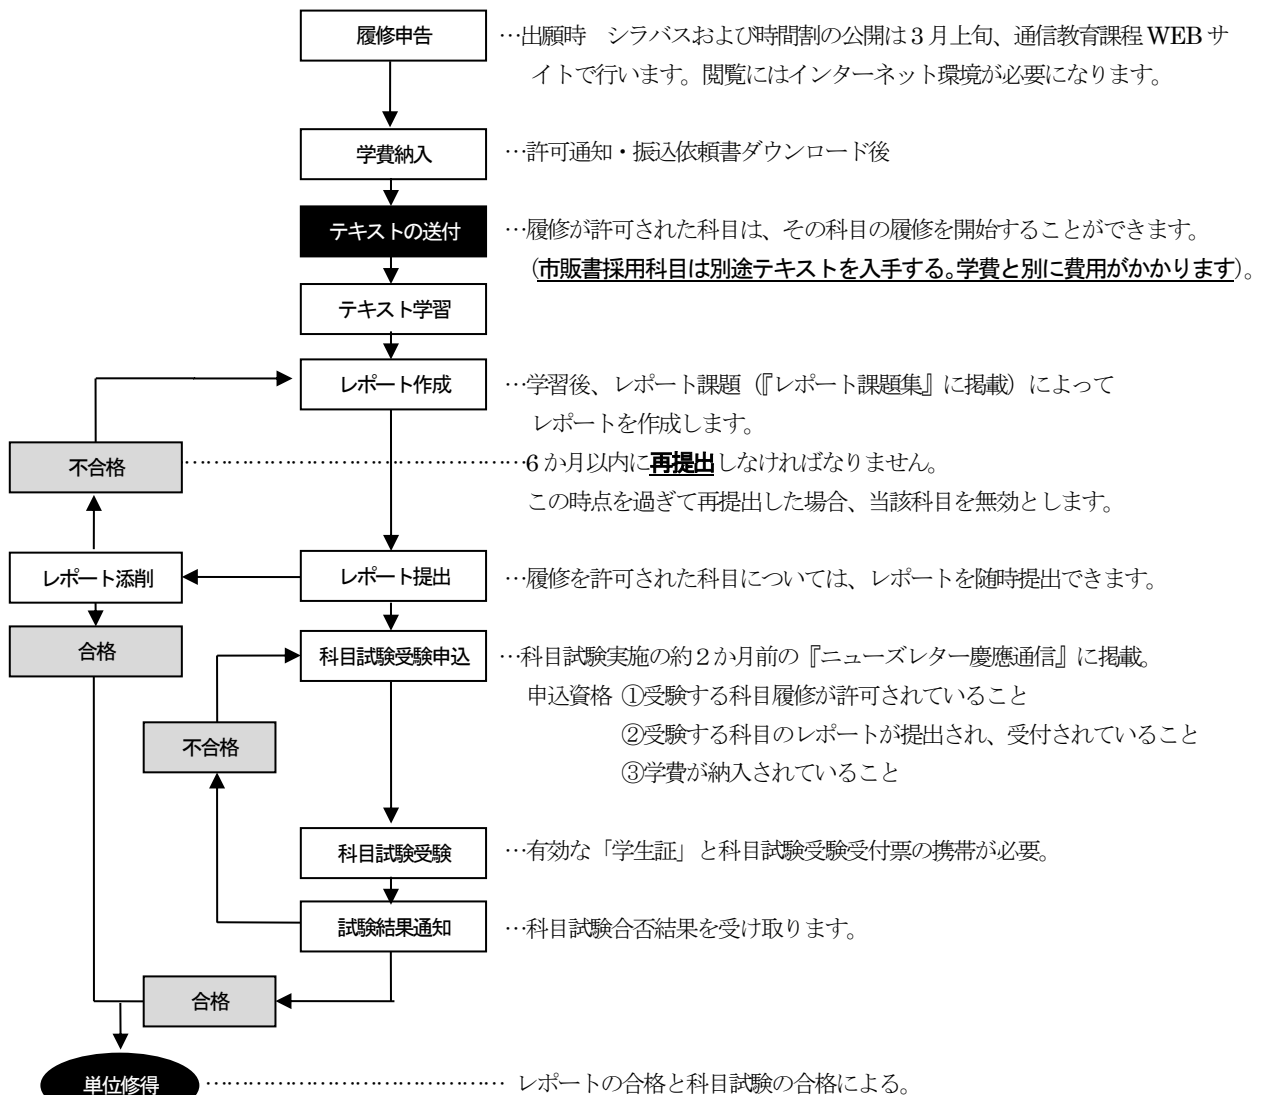 履修申告
…出願時　シラバスおよび時間割の公開は３月上旬、通信教育課程 WEB サ
イトで行います。閲覧にはインターネット環境が必要になります。
学費納入
…許可通知・振込依頼書ダウンロード後
テキストの送付
…履修が許可された科目は、その科目の履修を開始することができます。
（市販書採用科目は別途テキストを入手する。学費と別に費用がかかります）。
テキスト学習
レポート作成
…学習後、レポート課題（『レポート課題集』に掲載）によって
レポートを作成します。
不合格
……………………………………6 か月以内に再提出しなければなりません。
この時点を過ぎて再提出した場合、当該科目を無効とします。
レポート添削
レポート提出
…履修を許可された科目については、レポートを随時提出できます。
合格
科目試験受験申込
…科目試験実施の約２か月前の『ニューズレター慶應通信』に掲載。
申込資格 ①受験する科目履修が許可されていること
②受験する科目のレポートが提出され、受付されていること
③学費が納入されていること
不合格
科目試験受験
…有効な「学生証」と科目試験受験受付票の携帯が必要。
試験結果通知
…科目試験合否結果を受け取ります。
合格
単位修得
…………………………………… レポートの合格と科目試験の合格による。